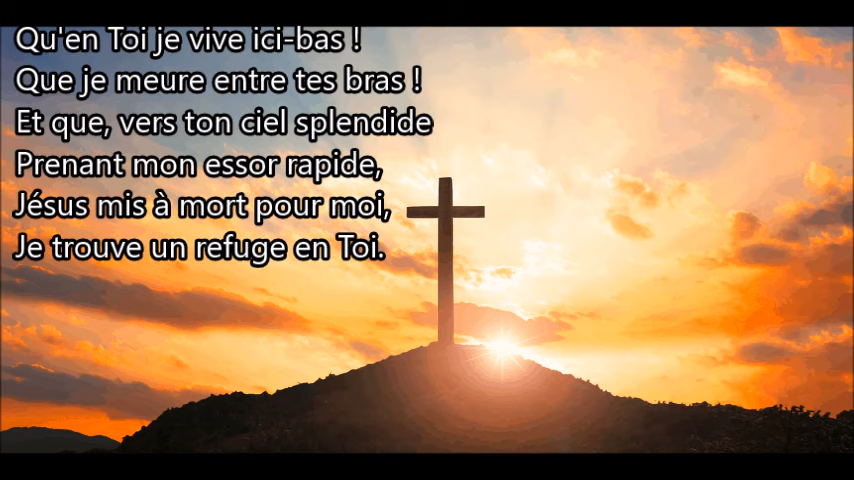 Qu'en Toi je vive ici-bas !
Que je meure entre tes bras !
Et que, vers ton ciel splendide
Prenant mon essor rapide,
Jésus mis à mort pour moi,
Je trouve un refuge en Toi.